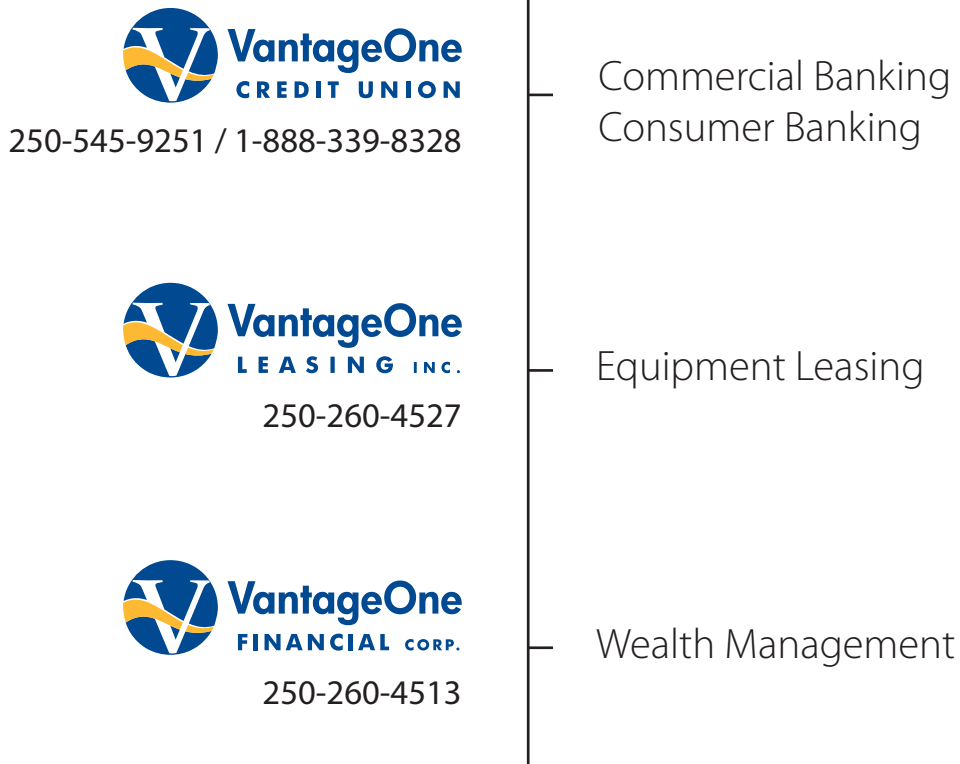 VantageOne
CREDIT UNION
250-545-9251 / 1-888-339-8328
Commercial Banking
Consumer Banking
VantageOne
LEASING INC.
250-260-4527
Equipment Leasing
VantageOne
FINANCIAL CORP.
250-260-4513
Wealth Management